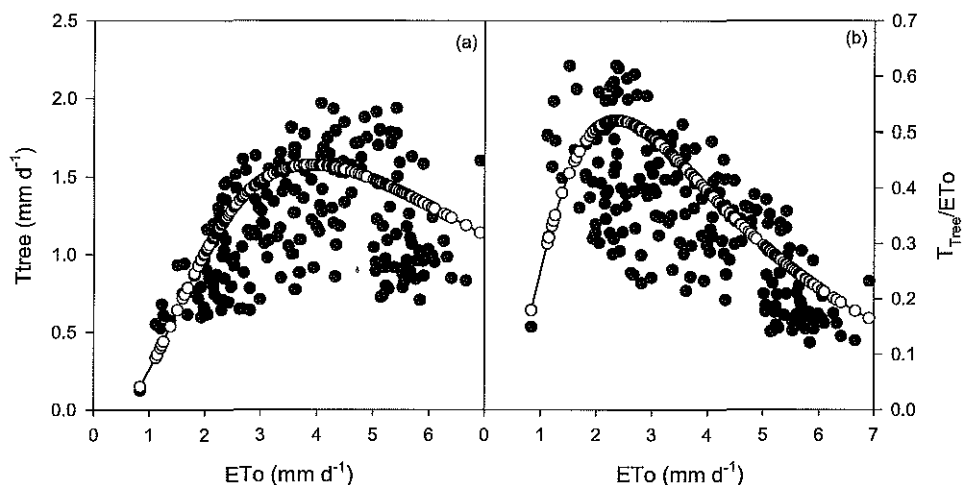 2.5
2.0
1.5
1.0
0.5
0.0
Ttree (mm d⁻¹)
(a)
0 1 2 3 4 5 6
ETo (mm d⁻¹)
(b)
0 1 2 3 4 5 6 7
ETo (mm d⁻¹)
0.7
0.6
0.5
0.4
0.3
0.2
0.1
0.0
T_Tree/ETo